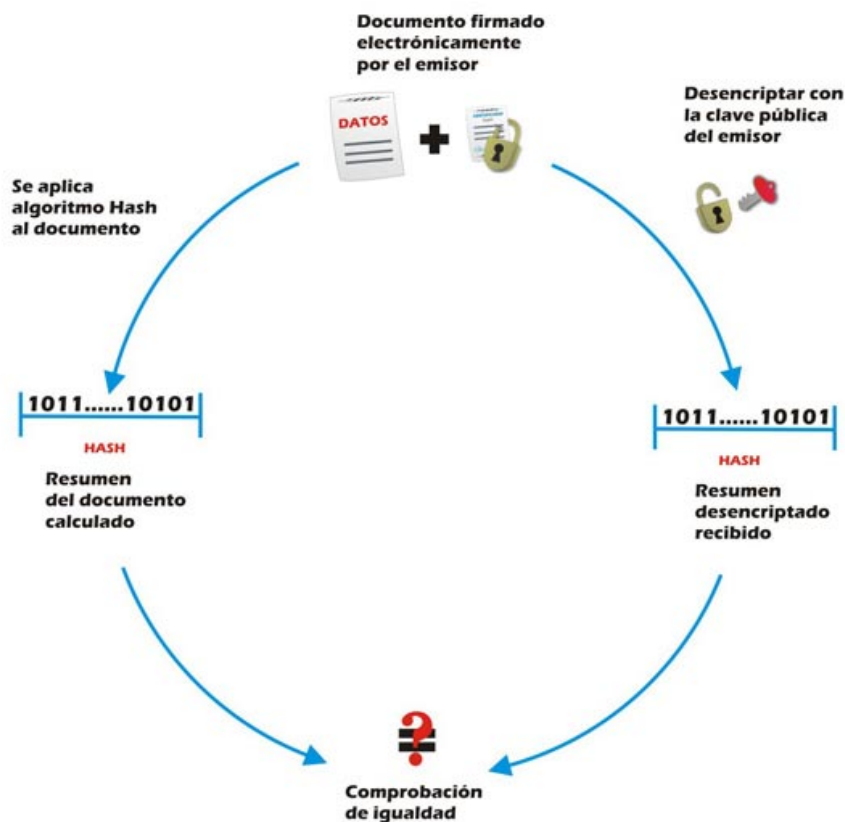 Documento firmado
electrónicamente
por el emisor
DATOS
Desencriptar con
la clave pública
del emisor
Se aplica
algoritmo Hash
al documento
1011......10101
HASH
Resumen
del documento
calculado
1011......10101
HASH
Resumen
desencriptado
recibido
Comprobación
de igualdad